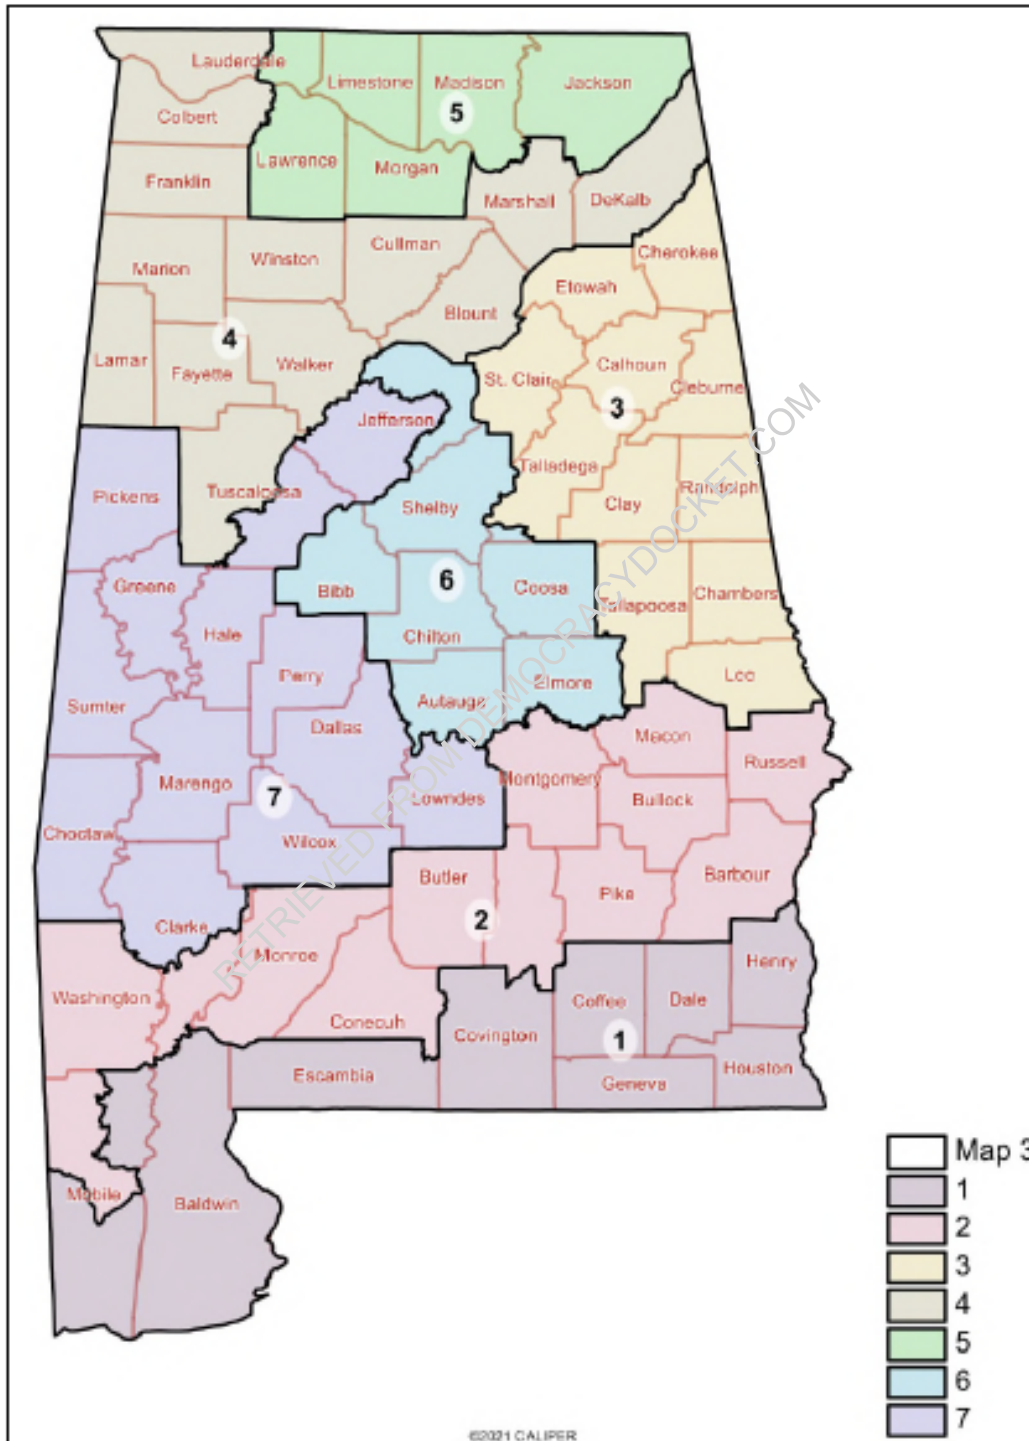 Lauderdale
Limestone
Madison
Jackson
5
Colbert
Lawrence
Morgan
Franklin
Marshall
DeKalb
Cullman
Winston
Marion
Cherokee
Etowah
Blount
4
Lamar
Fayette
Walker
St. Clair
Calhoun
Cleburne
3
Jefferson
Talladega
Pickens
Tuscaloosa
Shelby
Clay
Randolph
Greene
Bibb
6
Coosa
Tallapoosa
Chambers
Hale
Chilton
Perry
Autauga
Elmore
Lee
Sumter
Dallas
Macon
Russell
Marengo
7
Lowndes
Montgomery
Bullock
Choctaw
Wilcox
Butler
Pike
Barbour
Clarke
2
Monroe
Henry
Washington
Conecuh
Covington
Coffee
Dale
1
Escambia
Geneva
Houston
Mobile
Baldwin
RETRIEVED FROM DEMOCRACYDOCKET.COM
Map 3
1
2
3
4
5
6
7
©2021 CALIPER